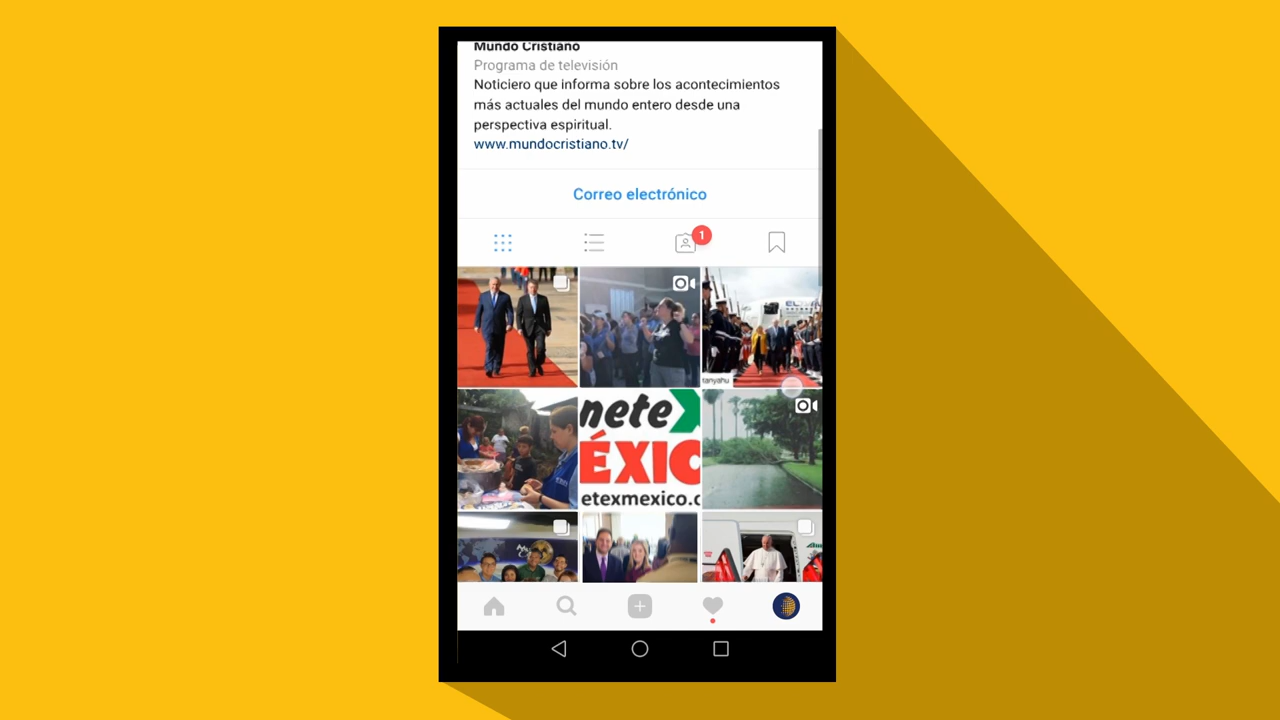 Mundo Cristiano
Programa de televisión
Noticiero que informa sobre los acontecimientos
más actuales del mundo entero desde una
perspectiva espiritual.
www.mundocristiano.tv/
Correo electrónico
1
tanyahu
nete
ÉXIC
etexmexico.c